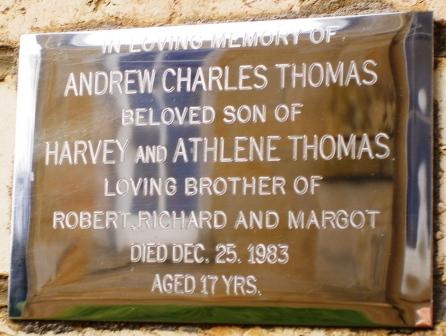 IN LOVING MEMORY OF
ANDREW CHARLES THOMAS
BELOVED SON OF
HARVEY AND ATHLENE THOMAS.
LOVING BROTHER OF
ROBERT, RICHARD AND MARGOT
DIED DEC. 25. 1983
AGED 17 YRS.